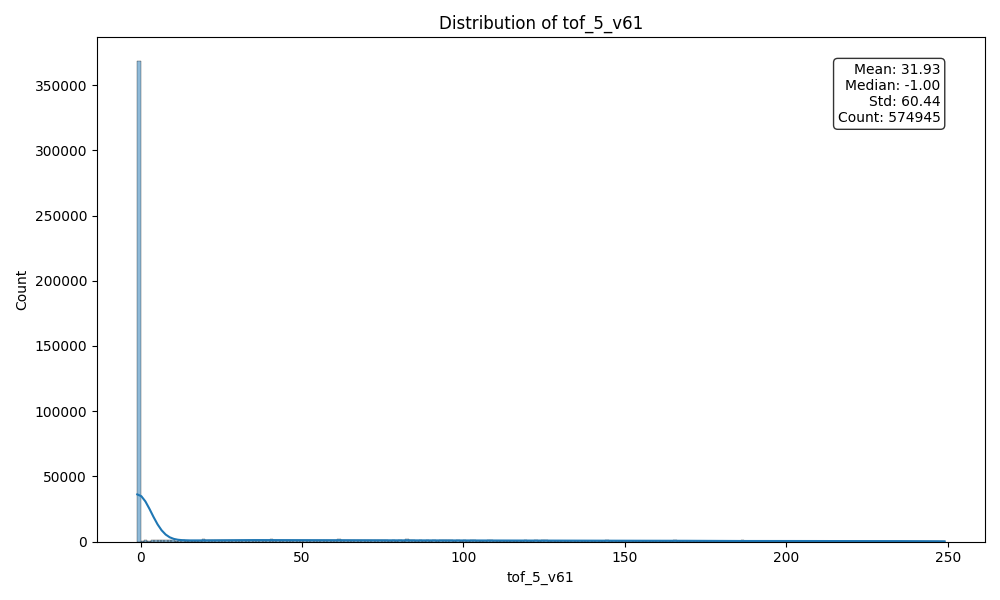 Distribution of tof_5_v61
Mean: 31.93
Median: -1.00
Std: 60.44
Count: 574945
Count
350000
300000
250000
200000
150000
100000
50000
0
0 50 100 150 200 250
tof_5_v61